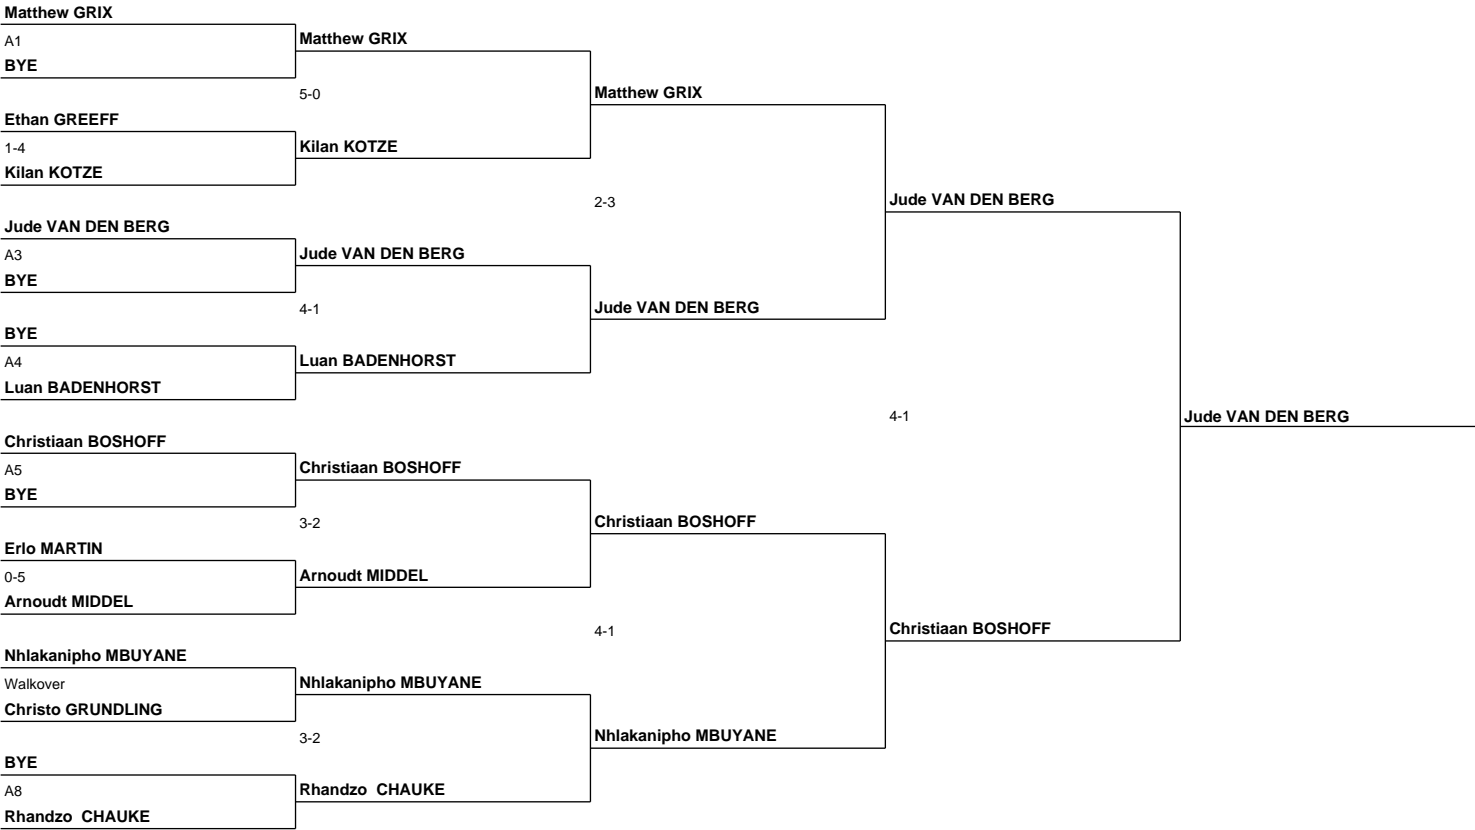 Matthew GRIX
A1
BYE
Ethan GREEFF
1-4
Kilan KOTZE
Jude VAN DEN BERG
A3
BYE
BYE
A4
Luan BADENHORST
Christiaan BOSHOFF
A5
BYE
Erlo MARTIN
0-5
Arnoudt MIDDEL
Nhlakanipho MBUYANE
Walkover
Christo GRUNDLING
BYE
A8
Rhandzo  CHAUKE
Matthew GRIX
5-0
Kilan KOTZE
Jude VAN DEN BERG
4-1
Luan BADENHORST
Christiaan BOSHOFF
3-2
Arnoudt MIDDEL
Nhlakanipho MBUYANE
3-2
Rhandzo  CHAUKE
Matthew GRIX
2-3
Jude VAN DEN BERG
Christiaan BOSHOFF
4-1
Nhlakanipho MBUYANE
Jude VAN DEN BERG
4-1
Christiaan BOSHOFF
Jude VAN DEN BERG